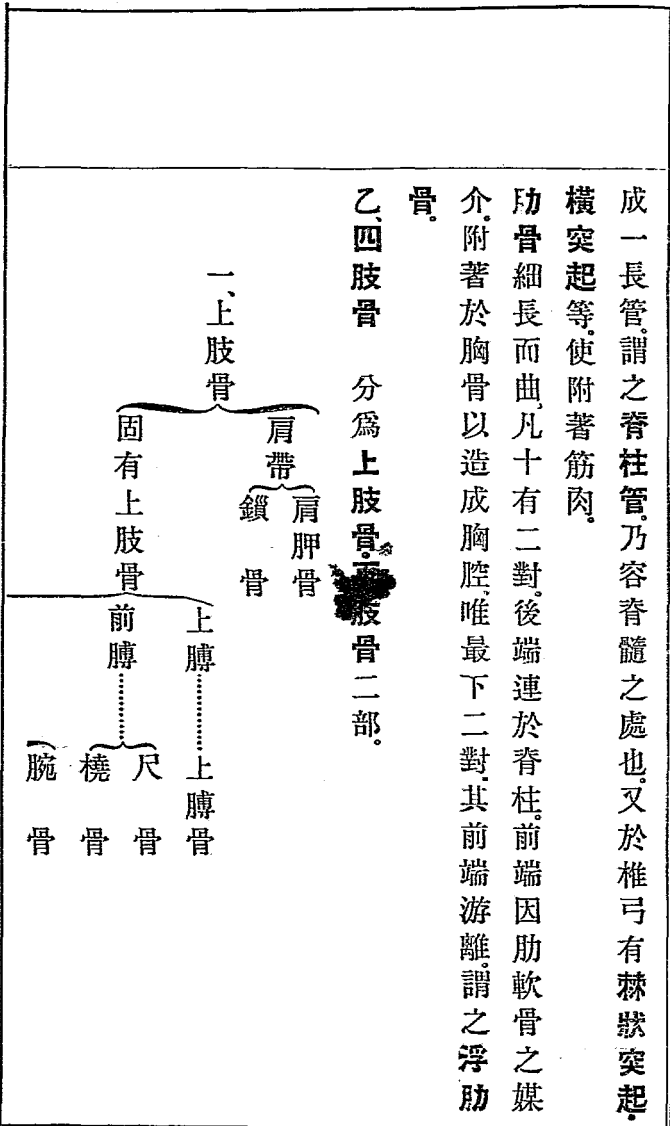 成一長管。謂之脊柱管。乃容脊髓之處也。又於椎弓有棘狀突起.
橫突起等。使附著筋肉。
肋骨細長而曲、凡十有二對。後端連於脊柱。前端因肋軟骨之媒
介。附著於胸骨以造成胸腔、唯最下二對、其前端游離。謂之浮肋
骨。
乙、四肢骨　分爲上肢骨.肢骨二部。
一、上肢骨
肩帶
肩胛骨
鎖骨
固有上肢骨
上膊
上膊骨
前膊
尺骨
橈骨
腕骨